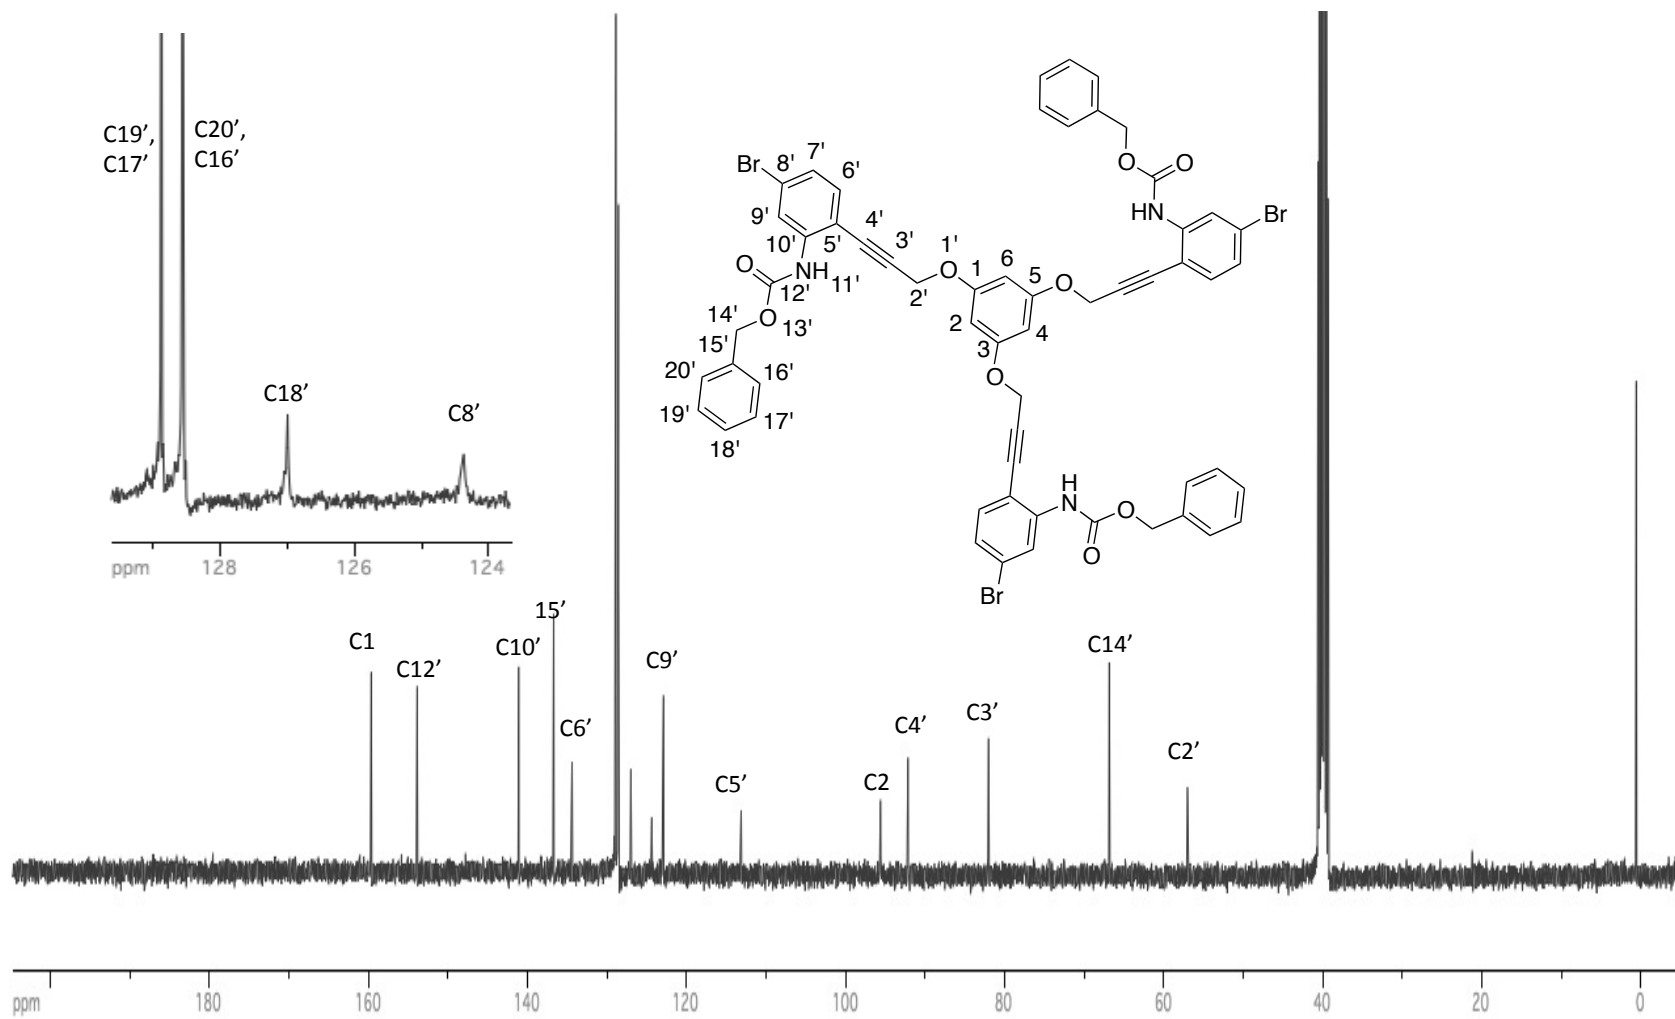 C19’,
C17’
C20’,
C16’
C18’
C8’
ppm 128 126 124
O
O
HN
Br
Br
8'
7'
6'
9'
10'
5'
4'
3'
1'
O
2'
1
6
5
O
2
4
3
O
O
NH
11'
12'
14'
O
13'
15'
20'
16'
19'
17'
18'
H
N
O
O
Br
C1
C12’
C10’
15’
C6’
C9’
C5’
C2
C4’
C3’
C14’
C2’
ppm 180 160 140 120 100 80 60 40 20 0